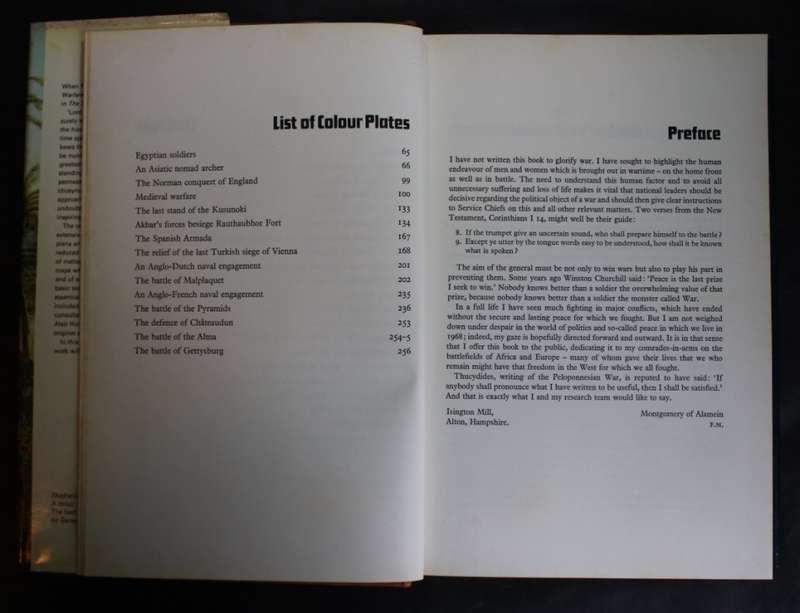 When
Warfare
in The
'Lord
surely
the
time
keen
be
greatest
standing
approach
inspiring
List of Colour Plates
Egyptian soldiers 65
An Asiatic nomad archer 66
The Norman conquest of England 99
Medieval warfare 100
The last stand of the Kusunoki 133
Akbar's forces besiege Rauthaubhor Fort 134
The Spanish Armada 167
The relief of the last Turkish siege of Vienna 168
An Anglo-Dutch naval engagement 201
The battle of Malplaquet 202
An Anglo-French naval engagement 235
The battle of the Pyramids 236
The defence of Châteaudun 253
The battle of the Alma 254-5
The battle of Gettysburg 256
Preface
I have not written this book to glorify war. I have sought to highlight the human
endeavour of men and women which is brought out in wartime – on the home front
as well as in battle. The need to understand this human factor and to avoid all
unnecessary suffering and loss of life makes it vital that national leaders should be
decisive regarding the political object of a war and should then give clear instructions
to Service Chiefs on this and all other relevant matters. Two verses from the New
Testament, Corinthians I 14, might well be their guide:
8. If the trumpet give an uncertain sound, who shall prepare himself to the battle?
9. Except ye utter by the tongue words easy to be understood, how shall it be known
what is spoken?
The aim of the general must be not only to win wars but also to play his part in
preventing them. Some years ago Winston Churchill said: 'Peace is the last prize
I seek to win.' Nobody knows better than a soldier the overwhelming value of that
prize, because nobody knows better than a soldier the monster called War.
In a full life I have seen much fighting in major conflicts, which have ended
without the secure and lasting peace for which we fought. But I am not weighed
down under despair in the world of politics and so-called peace in which we live in
1968; indeed, my gaze is hopefully directed forward and outward. It is in that sense
that I offer this book to the public, dedicating it to my comrades-in-arms on the
battlefields of Africa and Europe – many of whom gave their lives that we who
remain might have that freedom in the West for which we all fought.
Thucydides, writing of the Peloponnesian War, is reputed to have said: 'If
anybody shall pronounce what I have written to be useful, then I shall be satisfied.'
And that is exactly what I and my research team would like to say.
Isington Mill, Montgomery of Alamein
Alton, Hampshire. F.M.